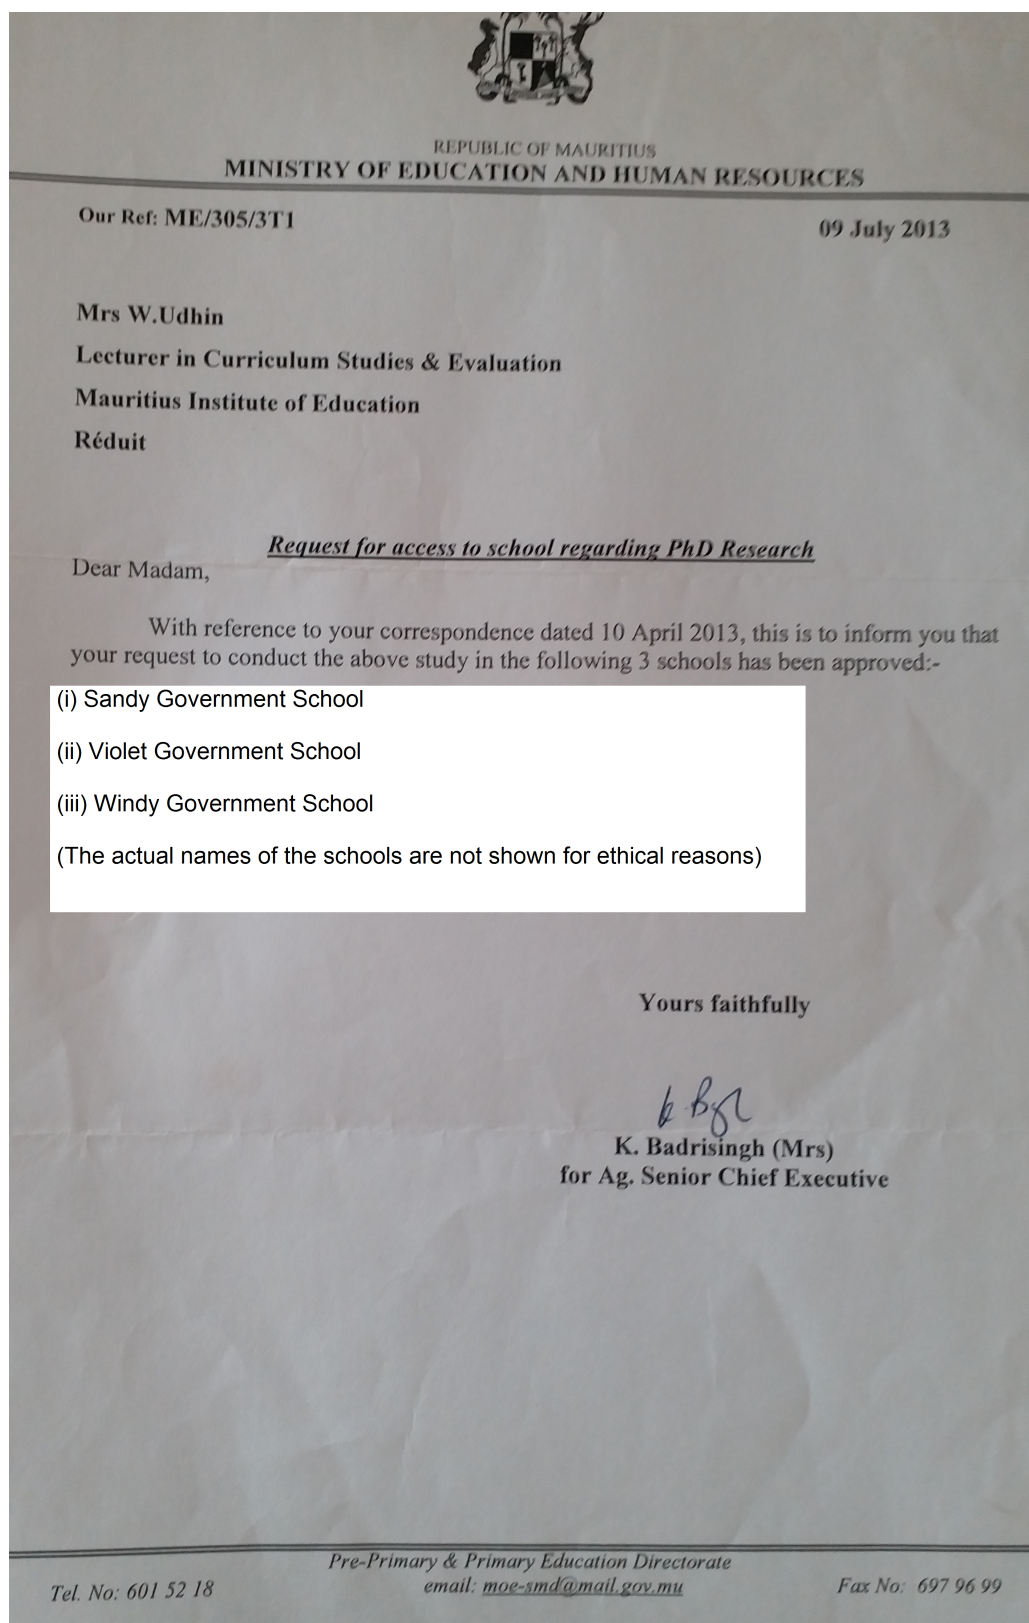 REPUBLIC OF MAURITIUS
MINISTRY OF EDUCATION AND HUMAN RESOURCES
Our Ref: ME/305/3T1
09 July 2013
Mrs W.Udhin
Lecturer in Curriculum Studies & Evaluation
Mauritius Institute of Education
Réduit
Request for access to school regarding PhD Research
Dear Madam,
With reference to your correspondence dated 10 April 2013, this is to inform you that
your request to conduct the above study in the following 3 schools has been approved:-
(i) Sandy Government School
(ii) Violet Government School
(iii) Windy Government School
(The actual names of the schools are not shown for ethical reasons)
Yours faithfully
K. Badrisingh (Mrs)
for Ag. Senior Chief Executive
Pre-Primary & Primary Education Directorate
Tel. No: 601 52 18
email: moe-smd@mail.gov.mu
Fax No: 697 96 99